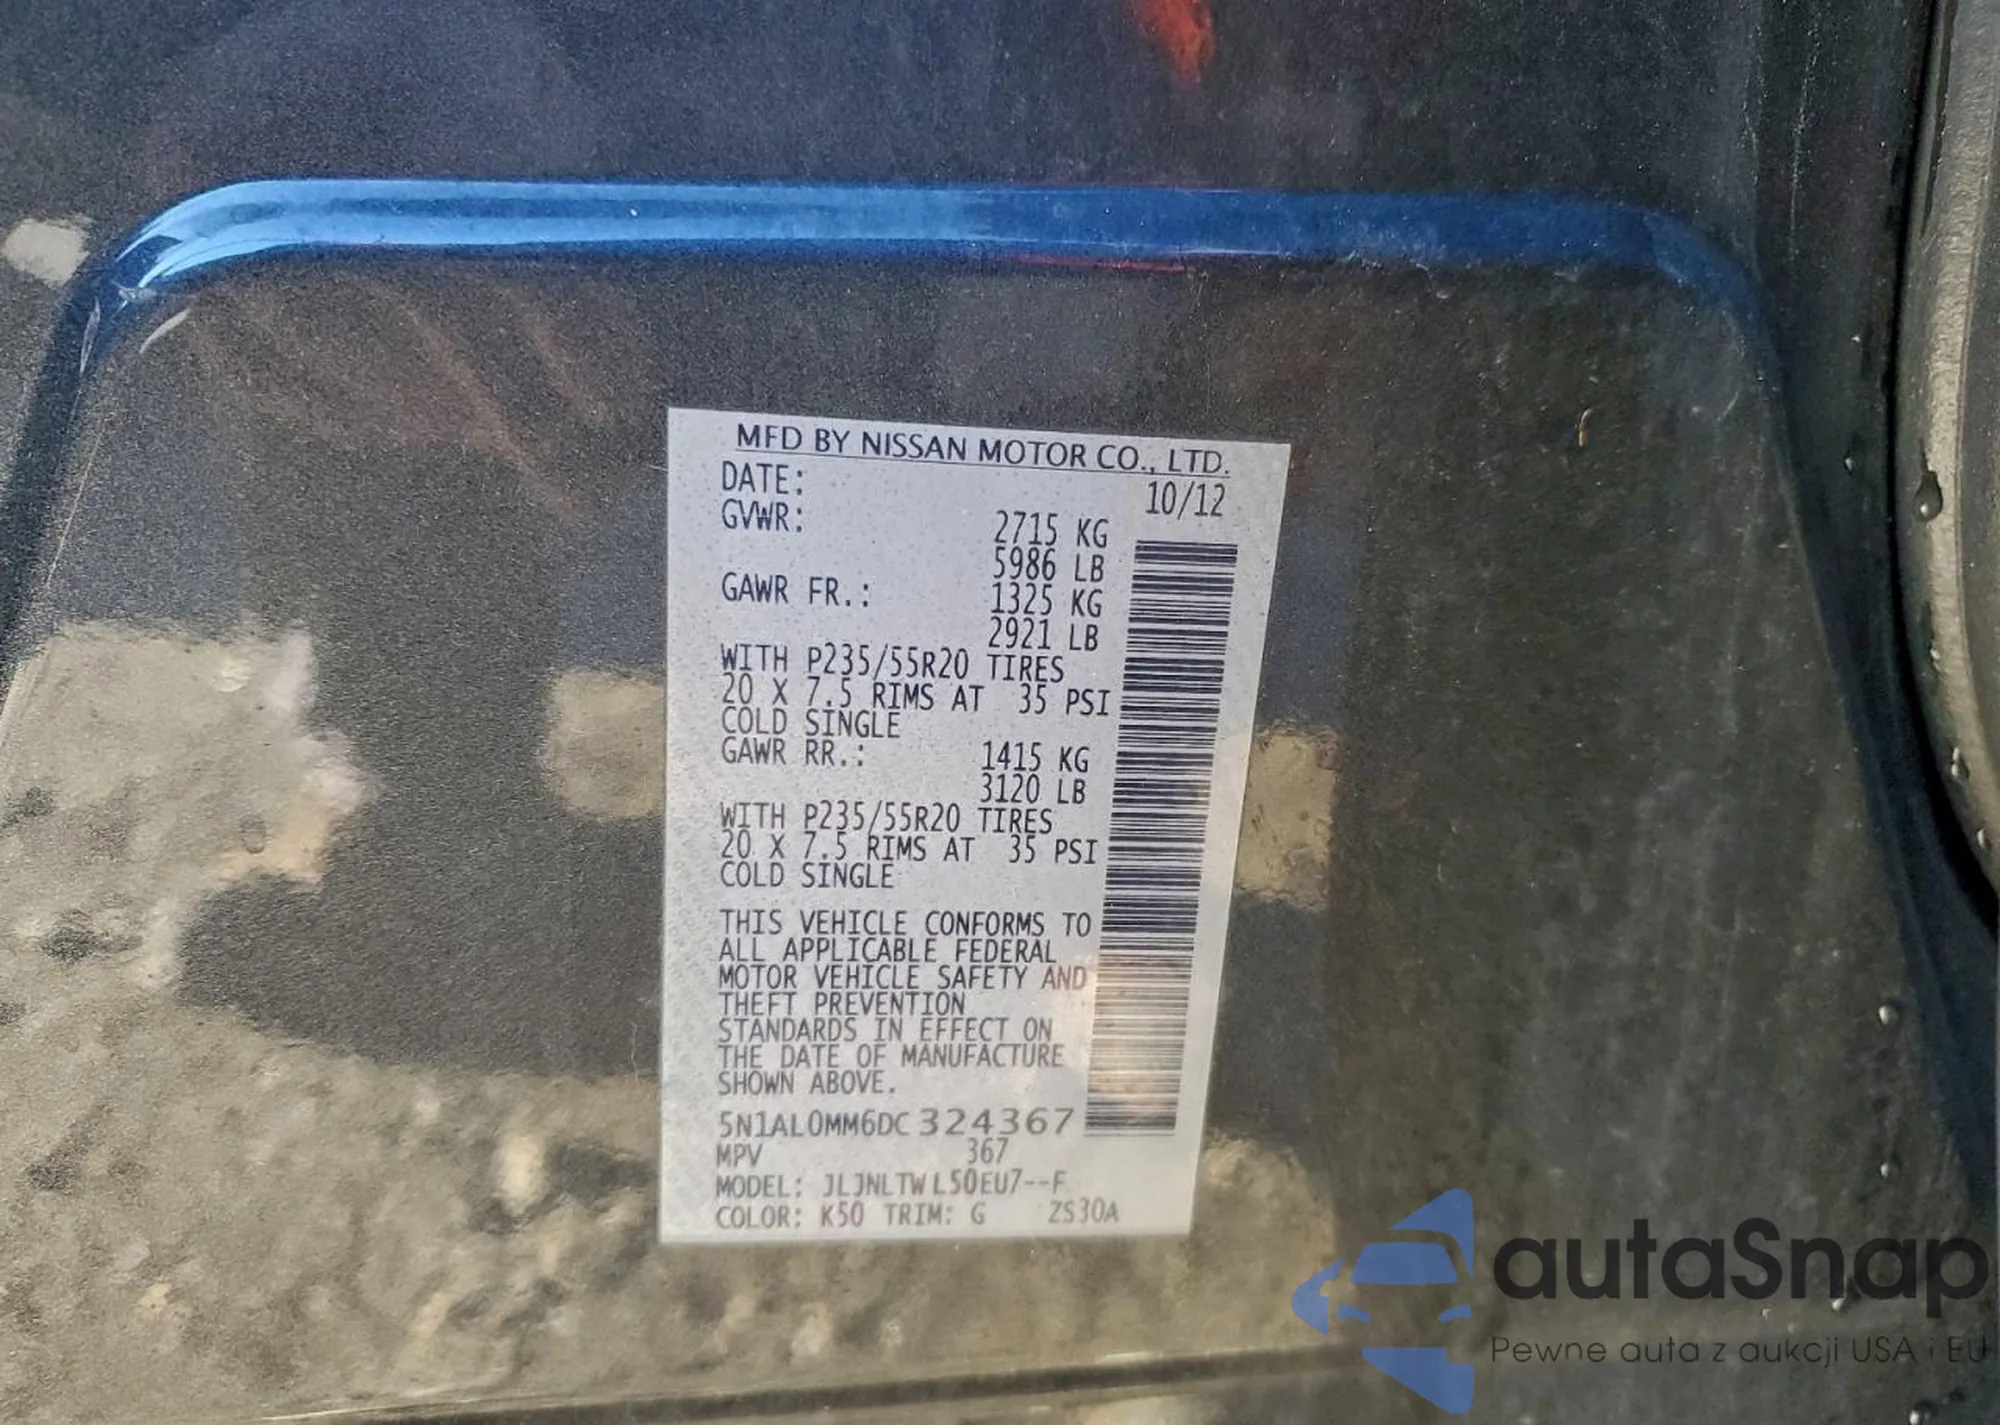 MFD BY NISSAN MOTOR CO., LTD.
DATE: 10/12
GVWR: 2715 KG
5986 LB
GAWR FR.: 1325 KG
2921 LB
WITH P235/55R20 TIRES
20 X 7.5 RIMS AT 35 PSI
COLD SINGLE
GAWR RR.: 1415 KG
3120 LB
WITH P235/55R20 TIRES
20 X 7.5 RIMS AT 35 PSI
COLD SINGLE
THIS VEHICLE CONFORMS TO
ALL APPLICABLE FEDERAL
MOTOR VEHICLE SAFETY AND
THEFT PREVENTION
STANDARDS IN EFFECT ON
THE DATE OF MANUFACTURE
SHOWN ABOVE.
5N1AL0MM6DC324367
MPV 367
MODEL: JLJNLTWL50EU7--F
COLOR: K50 TRIM: G ZS30A
autaSnap
Pewne auta z aukcji USA i EU